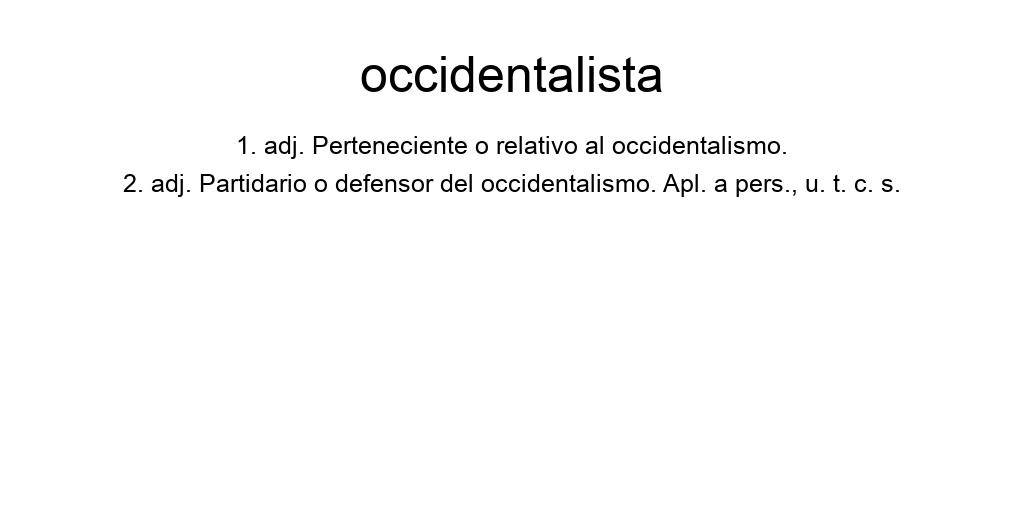 occidentalista
1. adj. Perteneciente o relativo al occidentalismo.
2. adj. Partidario o defensor del occidentalismo. Apl. a pers., u. t. c. s.